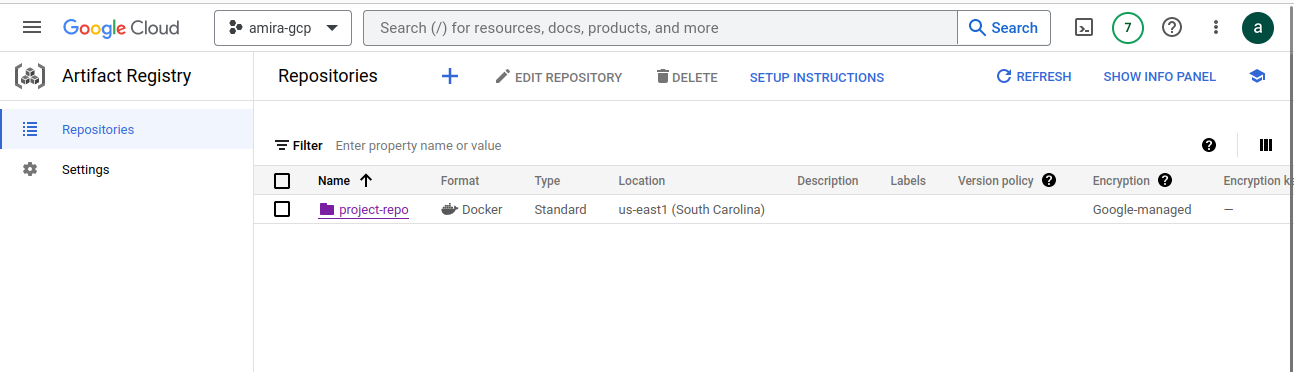 Google Cloud amira-gcp Search (/) for resources, docs, products, and more Search 7 a
Artifact Registry Repositories EDIT REPOSITORY DELETE SETUP INSTRUCTIONS REFRESH SHOW INFO PANEL
Repositories
Settings
Filter Enter property name or value
Name Format Type Location Description Labels Version policy Encryption Encryption ke
project-repo Docker Standard us-east1 (South Carolina) Google-managed —